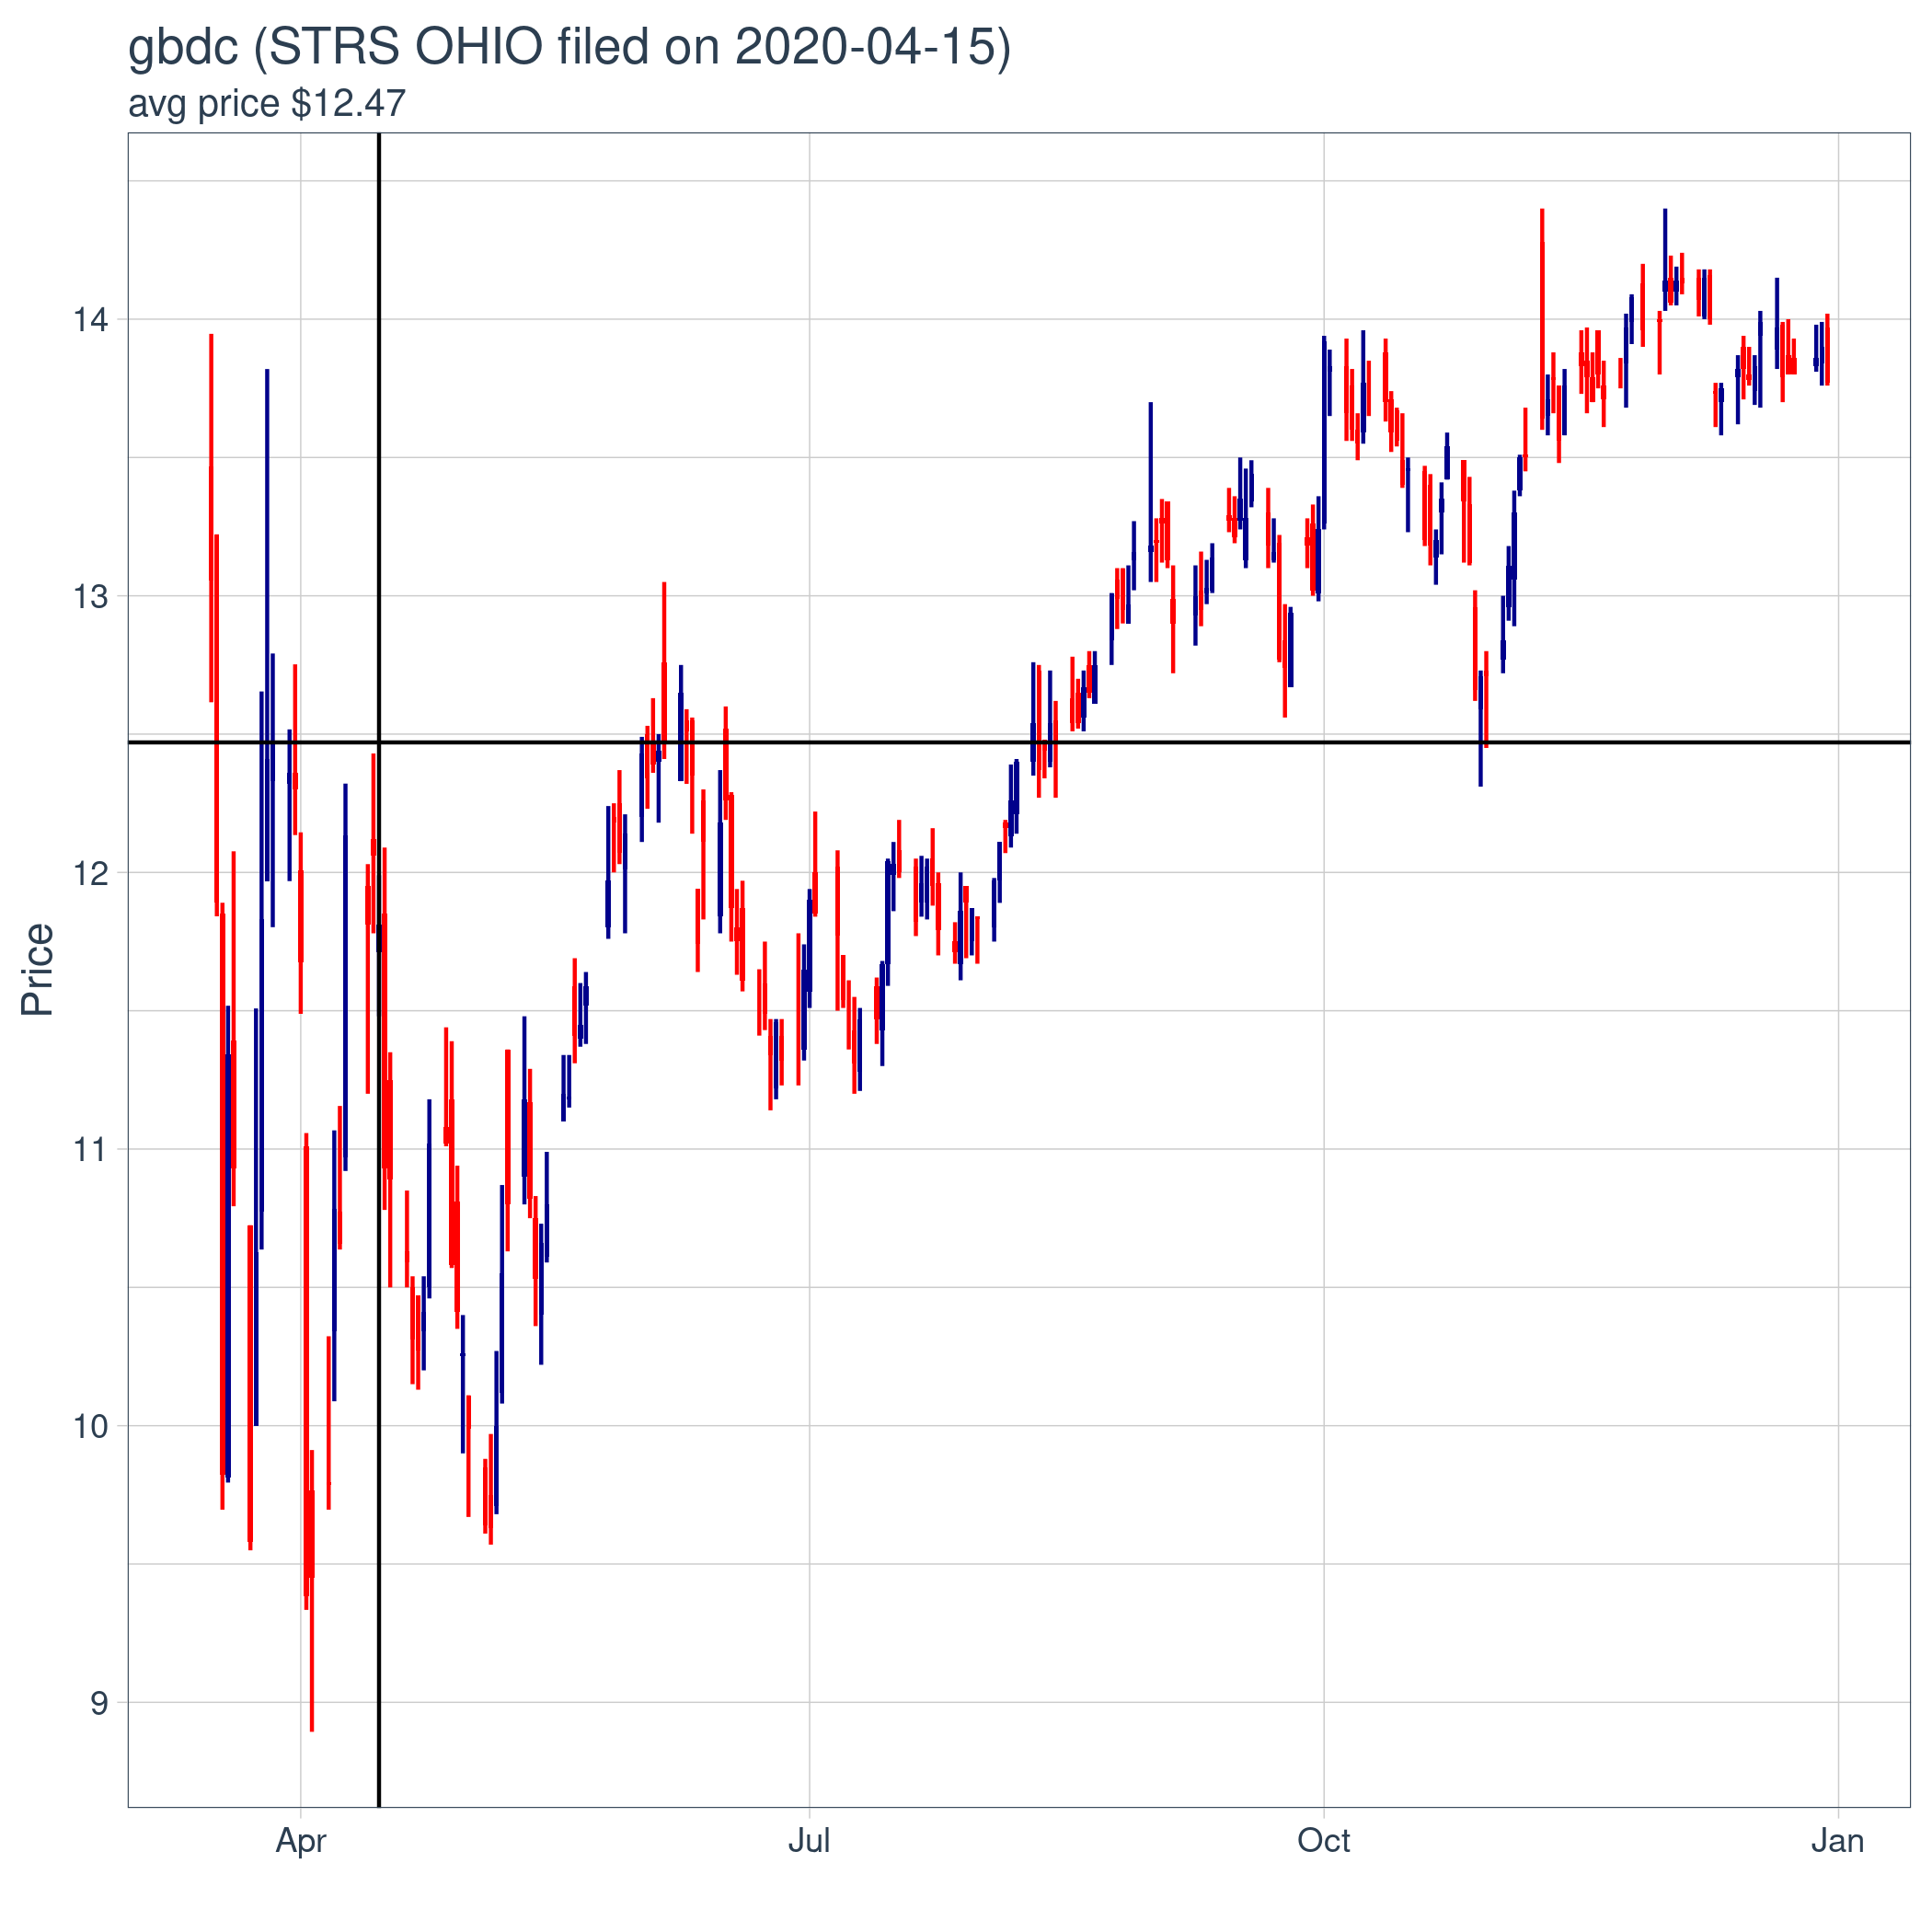 gbdc (STRS OHIO filed on 2020-04-15)
avg price $12.47
Price
14
13
12
11
10
9
Apr
Jul
Oct
Jan